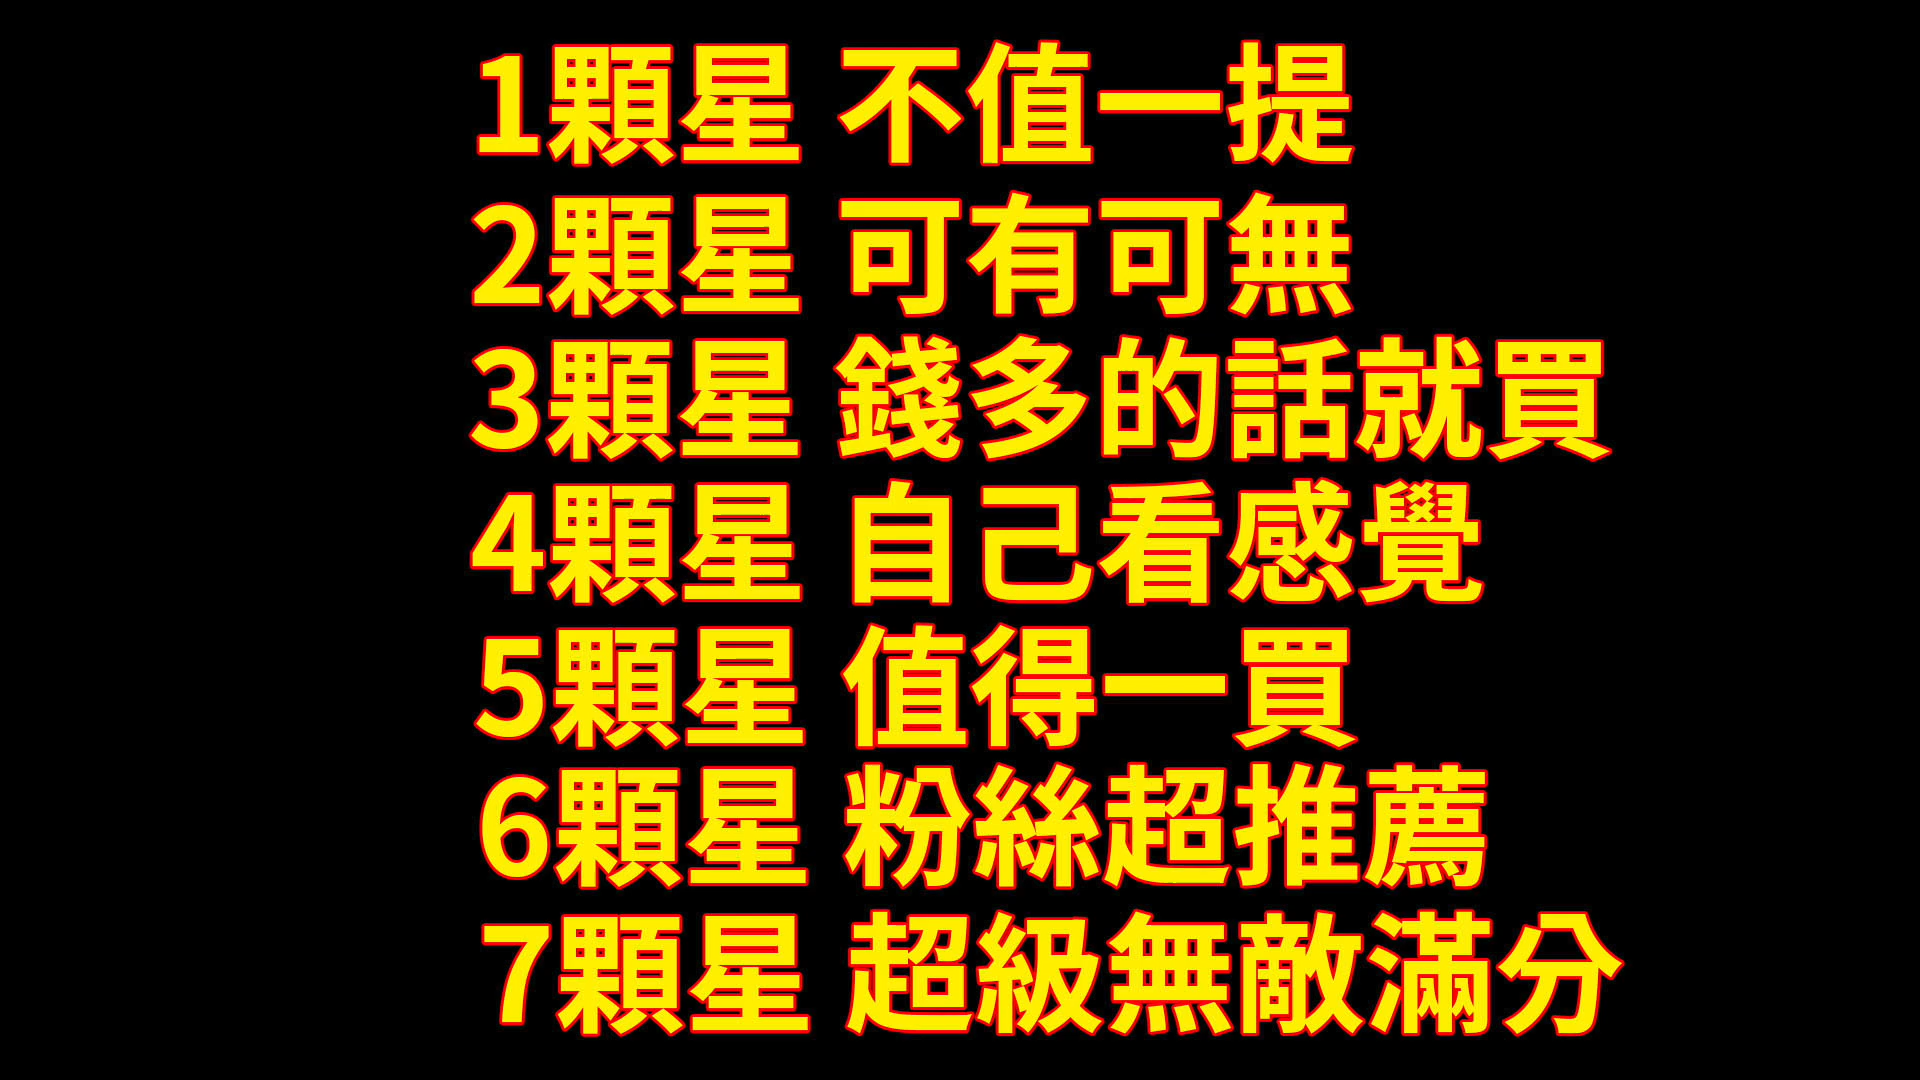 1顆星 不值一提
2顆星 可有可無
3顆星 錢多的話就買
4顆星 自己看感覺
5顆星 值得一買
6顆星 粉絲超推薦
7顆星 超級無敵滿分